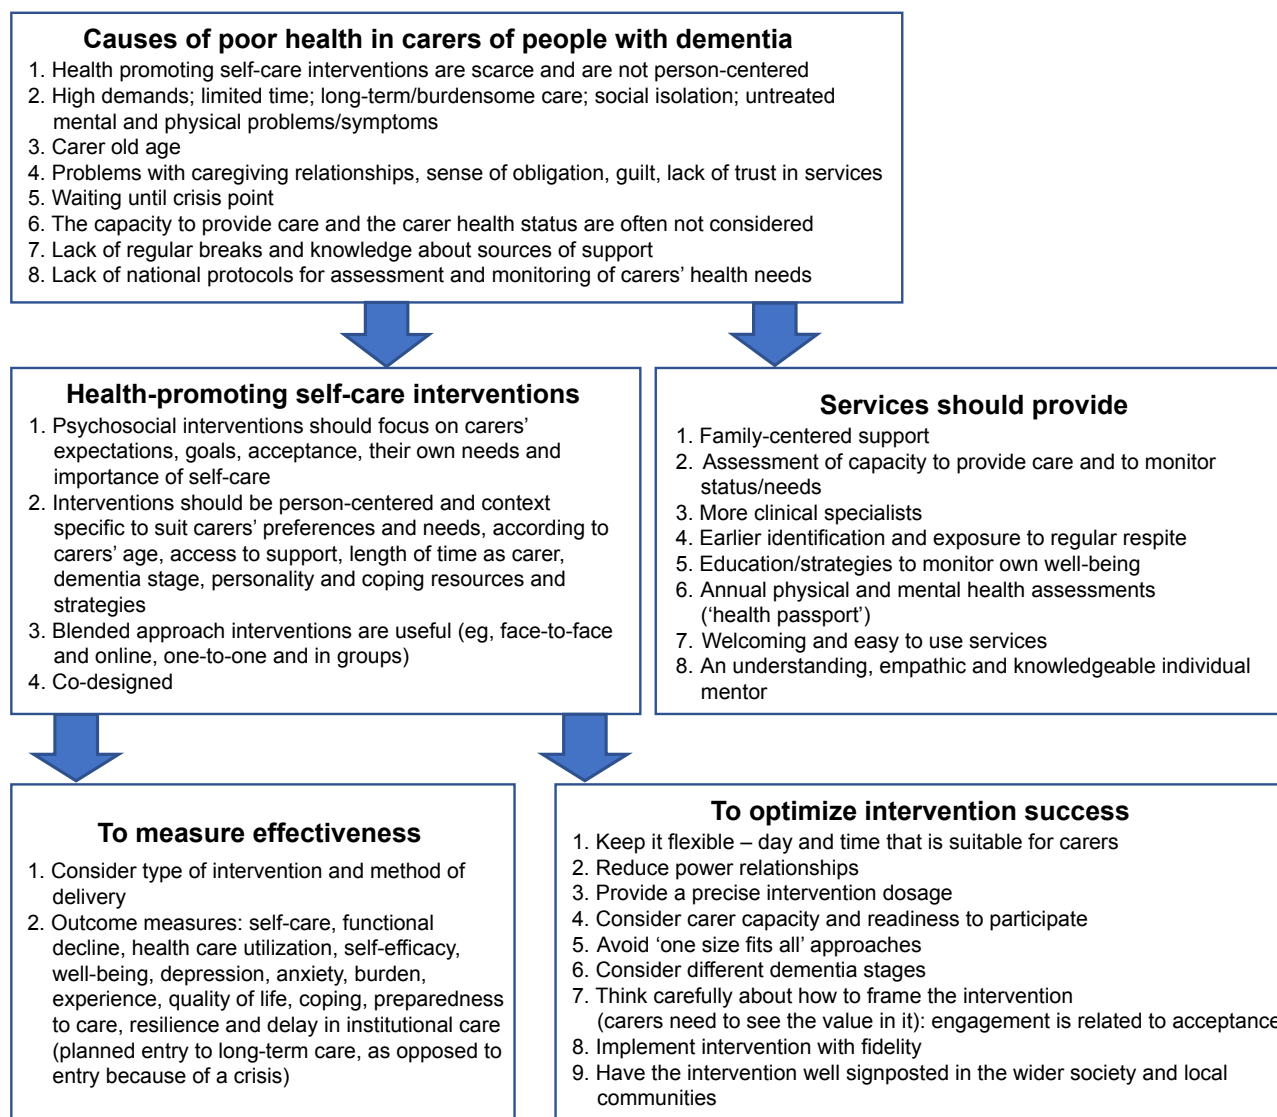 Causes of poor health in carers of people with dementia
1. Health promoting self-care interventions are scarce and are not person-centered
2. High demands; limited time; long-term/burdensome care; social isolation; untreated
mental and physical problems/symptoms
3. Carer old age
4. Problems with caregiving relationships, sense of obligation, guilt, lack of trust in services
5. Waiting until crisis point
6. The capacity to provide care and the carer health status are often not considered
7. Lack of regular breaks and knowledge about sources of support
8. Lack of national protocols for assessment and monitoring of carers’ health needs
Health-promoting self-care interventions
1. Psychosocial interventions should focus on carers’
expectations, goals, acceptance, their own needs and
importance of self-care
2. Interventions should be person-centered and context
specific to suit carers’ preferences and needs, according to
carers’ age, access to support, length of time as carer,
dementia stage, personality and coping resources and
strategies
3. Blended approach interventions are useful (eg, face-to-face
and online, one-to-one and in groups)
4. Co-designed
Services should provide
1. Family-centered support
2. Assessment of capacity to provide care and to monitor
status/needs
3. More clinical specialists
4. Earlier identification and exposure to regular respite
5. Education/strategies to monitor own well-being
6. Annual physical and mental health assessments
(‘health passport’)
7. Welcoming and easy to use services
8. An understanding, empathic and knowledgeable individual
mentor
To measure effectiveness
1. Consider type of intervention and method of
delivery
2. Outcome measures: self-care, functional
decline, health care utilization, self-efficacy,
well-being, depression, anxiety, burden,
experience, quality of life, coping, preparedness
to care, resilience and delay in institutional care
(planned entry to long-term care, as opposed to
entry because of a crisis)
To optimize intervention success
1. Keep it flexible – day and time that is suitable for carers
2. Reduce power relationships
3. Provide a precise intervention dosage
4. Consider carer capacity and readiness to participate
5. Avoid ‘one size fits all’ approaches
6. Consider different dementia stages
7. Think carefully about how to frame the intervention
(carers need to see the value in it): engagement is related to acceptance
8. Implement intervention with fidelity
9. Have the intervention well signposted in the wider society and local
communities